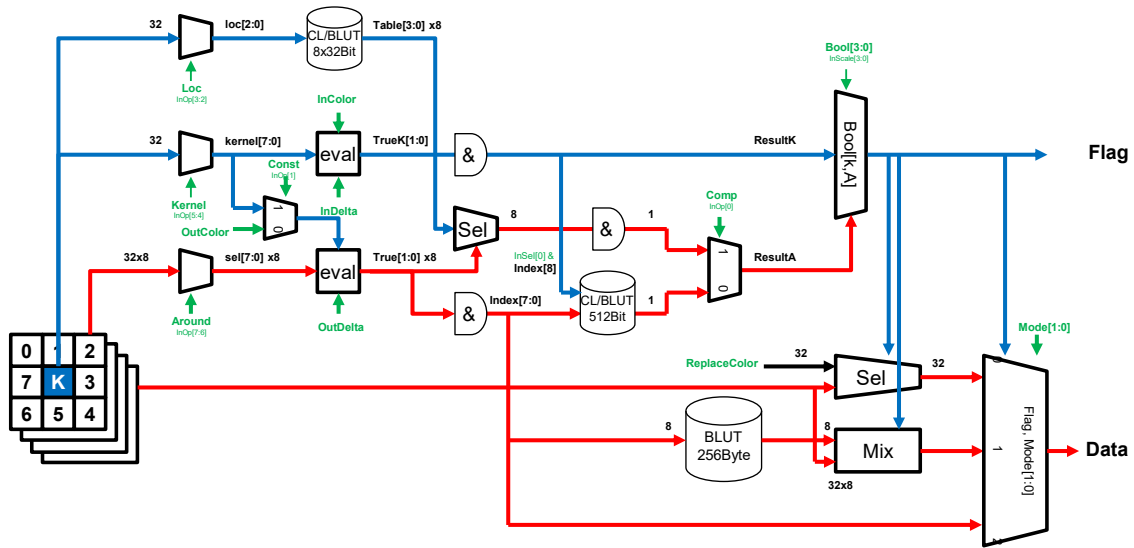 32
loc[2:0]
Table[3:0] x8
CL/BLUT
8x32Bit
Loc
InOp[3:2]
Bool[3:0]
InScale[3:0]
InColor
32
kernel[7:0]
TrueK[1:0]
eval
&
ResultK
Bool[k,A]
Flag
Const
InOp[1]
Kernel
InOp[5:4]
1
0
InDelta
OutColor
Comp
InOp[0]
8
Sel
&
1
32x8
sel[7:0] x8
True[1:0] x8
eval
InSel[0] &
Index[8]
1
0
ResultA
Index[7:0]
CL/BLUT
512Bit
1
&
Around
InOp[7:6]
OutDelta
Mode[1:0]
0 1 2
7 K 3
6 5 4
ReplaceColor
32
Sel
32
0
8
BLUT
256Byte
8
Mix
32x8
1
Flag, Mode[1:0]
Data
2